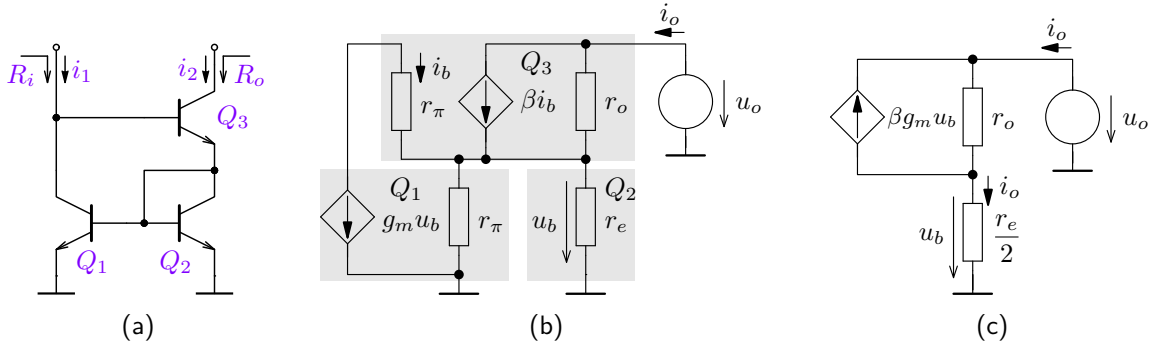 R_i
i_1
i_2
R_o
Q_3
Q_1
Q_2
(a)
i_o
i_b
Q_3
r_π
βi_b
r_o
u_o
Q_1
g_m u_b
r_π
u_b
Q_2
r_e
(b)
i_o
βg_m u_b
r_o
u_o
i_o
u_b
r_e
2
(c)